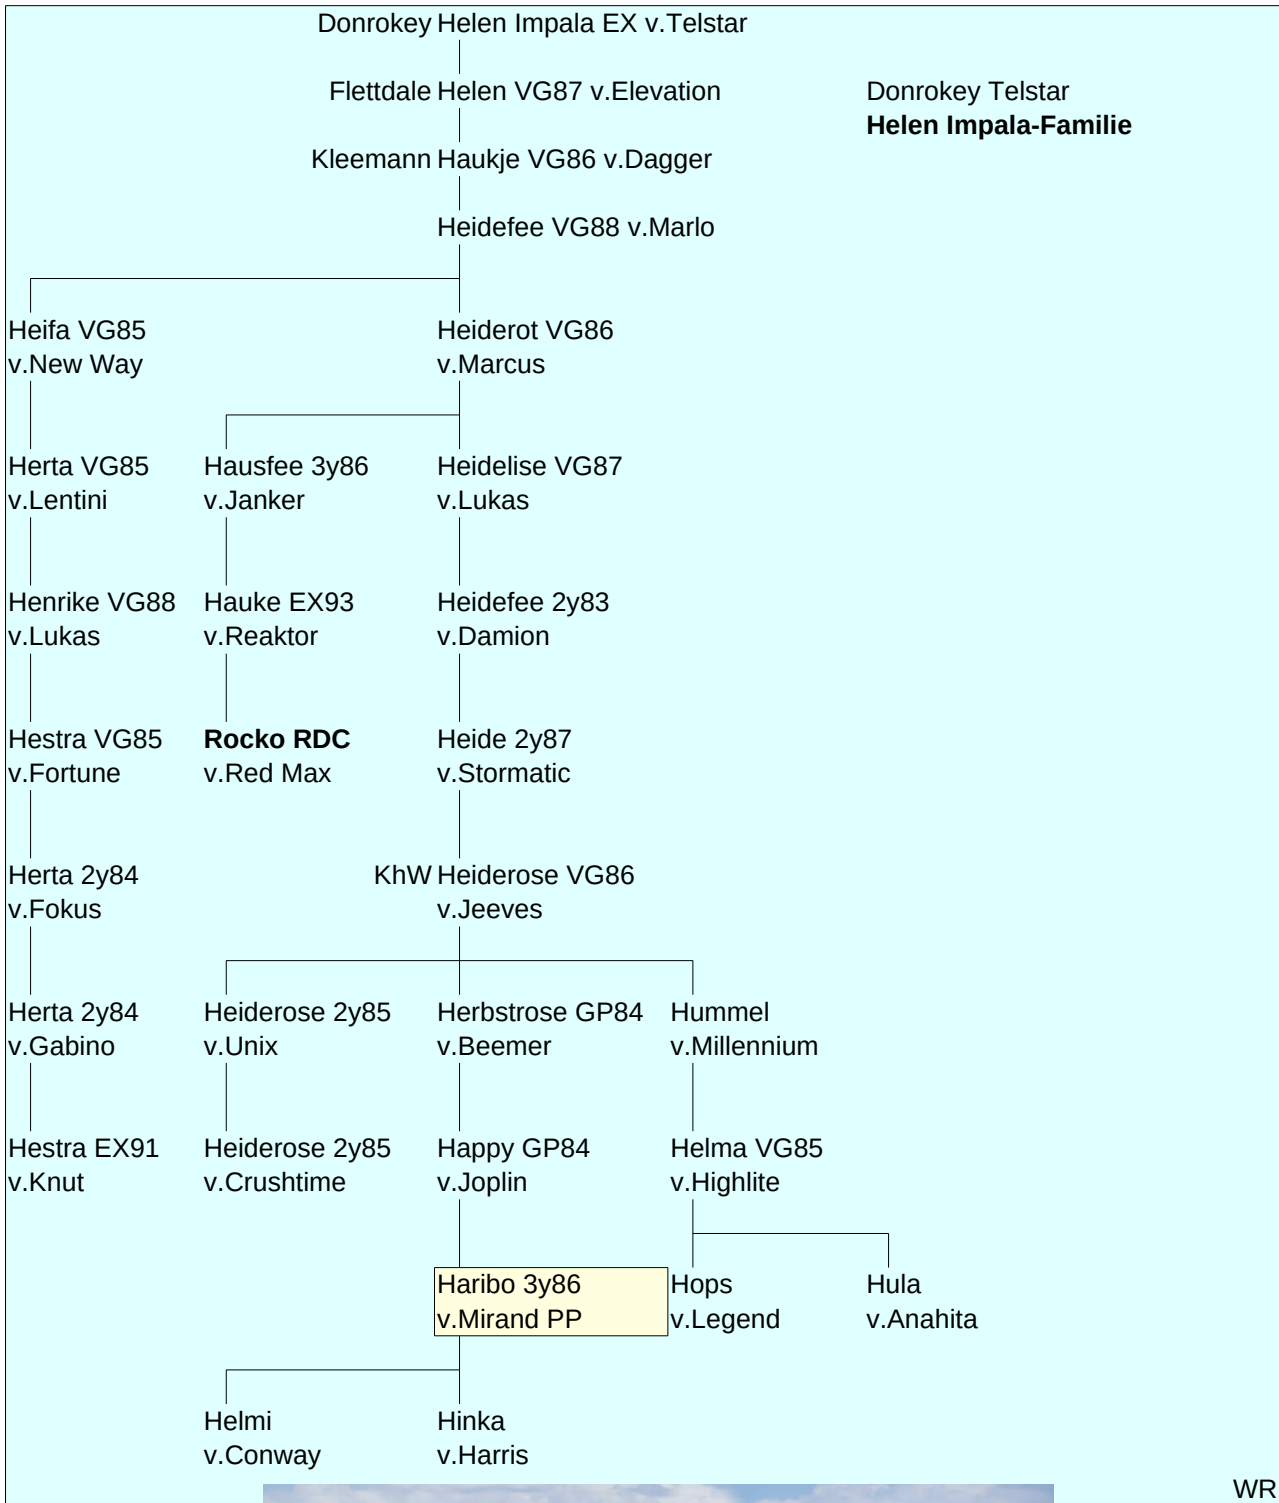 Donrokey Helen Impala EX v.Telstar
Flettdale Helen VG87 v.Elevation
Donrokey Telstar
Helen Impala-Familie
Kleemann Haukje VG86 v.Dagger
Heidefee VG88 v.Marlo
Heifa VG85
v.New Way
Heiderot VG86
v.Marcus
Herta VG85
v.Lentini
Hausfee 3y86
v.Janker
Heidelise VG87
v.Lukas
Henrike VG88
v.Lukas
Hauke EX93
v.Reaktor
Heidefee 2y83
v.Damion
Hestra VG85
v.Fortune
Rocko RDC
v.Red Max
Heide 2y87
v.Stormatic
Herta 2y84
v.Fokus
KhW Heiderose VG86
v.Jeeves
Herta 2y84
v.Gabino
Heiderose 2y85
v.Unix
Herbstrose GP84
v.Beemer
Hummel
v.Millennium
Hestra EX91
v.Knut
Heiderose 2y85
v.Crushtime
Happy GP84
v.Joplin
Helma VG85
v.Highlite
Haribo 3y86
v.Mirand PP
Hops
v.Legend
Hula
v.Anahita
Helmi
v.Conway
Hinka
v.Harris
WR